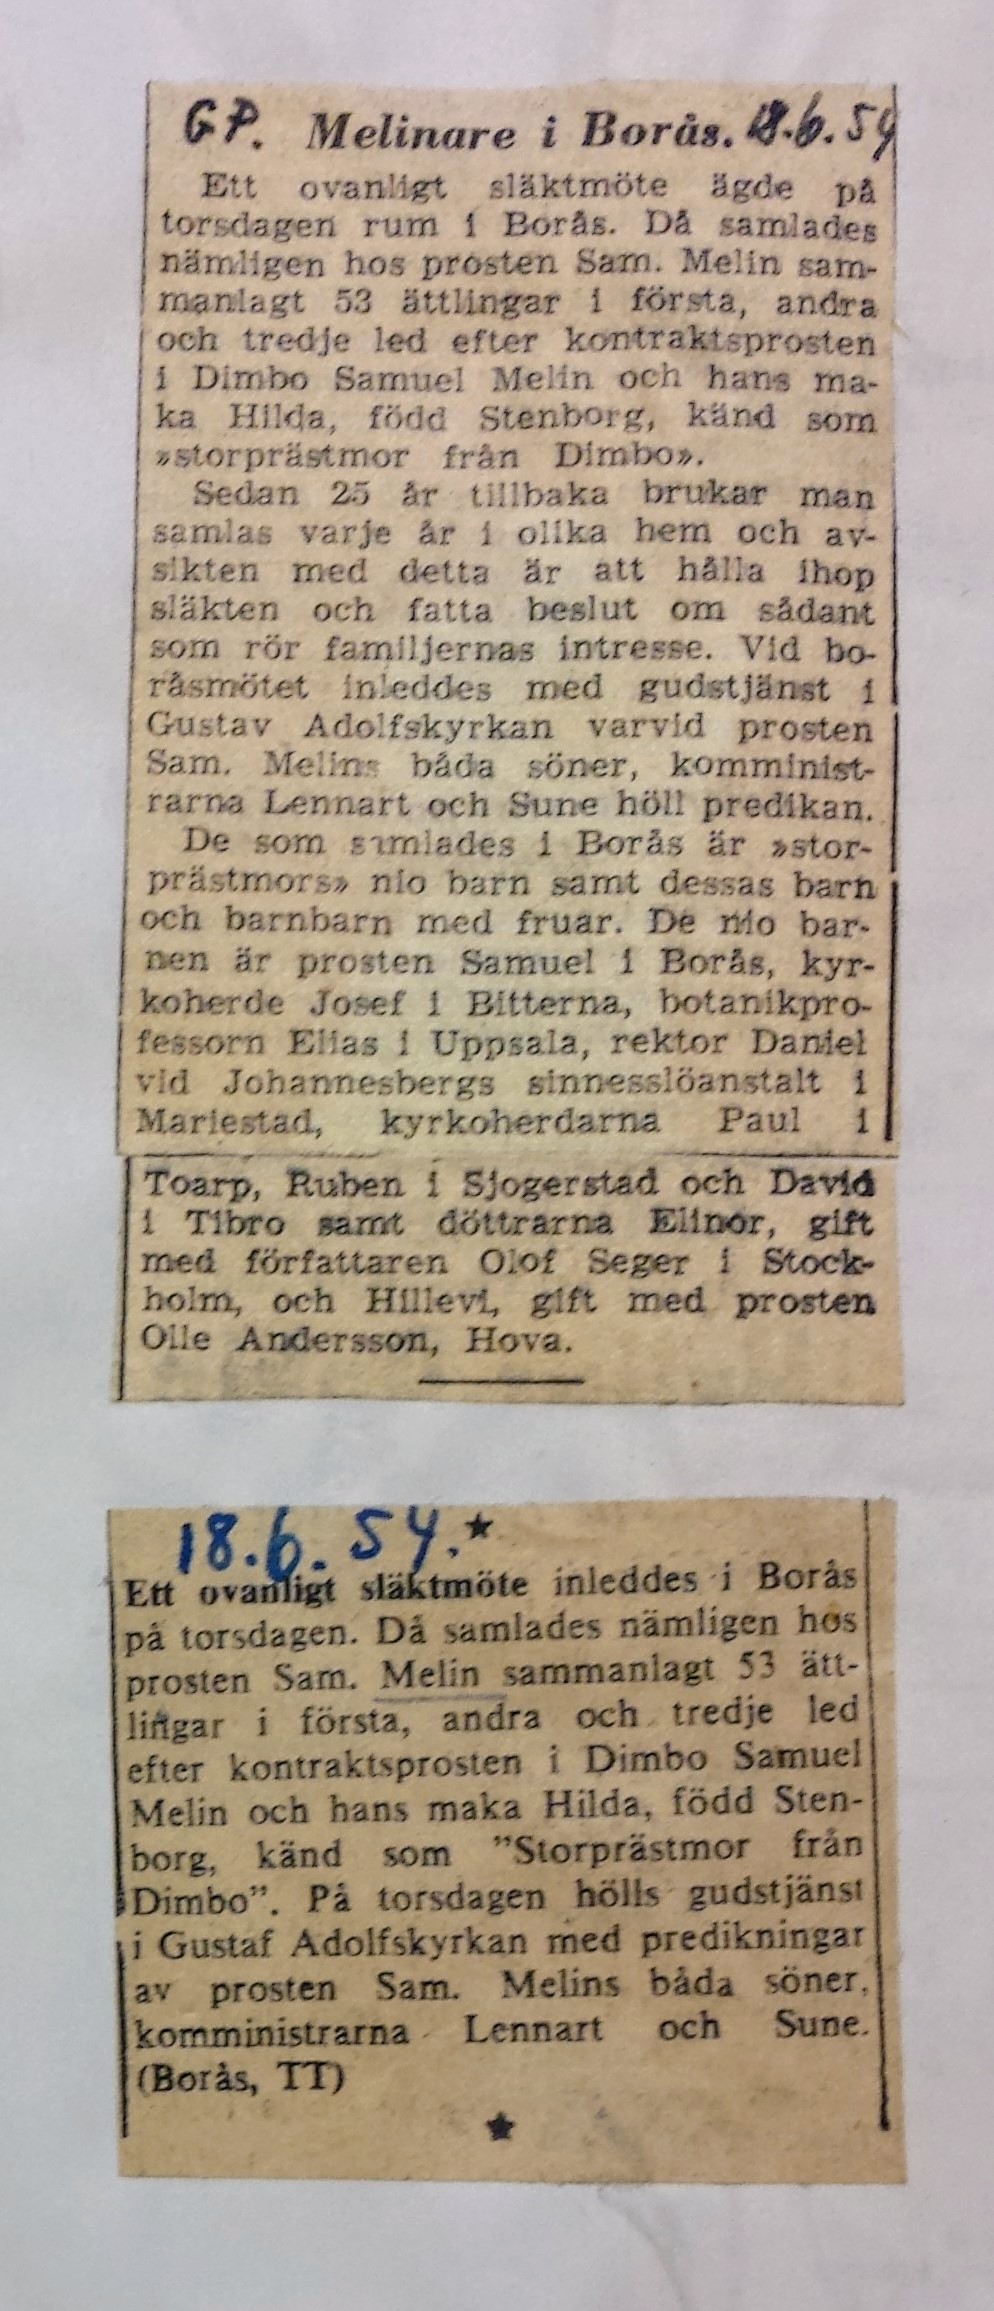 GP. Melinare i Borås. 18.6.54
Ett ovanligt släktmöte ägde på
torsdagen rum i Borås. Då samlades
nämligen hos prosten Sam. Melin sam-
manlagt 53 ättlingar i första, andra
och tredje led efter kontraktsprosten
i Dimbo Samuel Melin och hans ma-
ka Hilda, född Stenborg, känd som
»storprästmor från Dimbo».
Sedan 25 år tillbaka brukar man
samlas varje år i olika hem och av-
sikten med detta är att hålla ihop
släkten och fatta beslut om sådant
som rör familjernas intresse. Vid bo-
råsmötet inleddes med gudstjänst i
Gustav Adolfskyrkan varvid prosten
Sam. Melins båda söner, komminist-
rarna Lennart och Sune höll predikan.
De som samlades i Borås är »stor-
prästmors» nio barn samt dessas barn
och barnbarn med fruar. De nio bar-
nen är prosten Samuel i Borås, kyr-
koherde Josef i Bitterna, botanikpro-
fessorn Elias i Uppsala, rektor Daniel
vid Johannesbergs sinnesslöanstalt i
Mariestad, kyrkoherdarna Paul i
Toarp, Ruben i Sjogerstad och David
i Tibro samt döttrarna Elinor, gift
med författaren Olof Seger i Stock-
holm, och Hillevi, gift med prosten
Olle Andersson, Hova.
18.6.54.
Ett ovanligt släktmöte inleddes i Borås
på torsdagen. Då samlades nämligen hos
prosten Sam. Melin sammanlagt 53 ätt-
lingar i första, andra och tredje led
efter kontraktsprosten i Dimbo Samuel
Melin och hans maka Hilda, född Sten-
borg, känd som ”Storprästmor från
Dimbo”. På torsdagen hölls gudstjänst
i Gustaf Adolfskyrkan med predikningar
av prosten Sam. Melins båda söner,
komministrarna Lennart och Sune.
(Borås, TT)